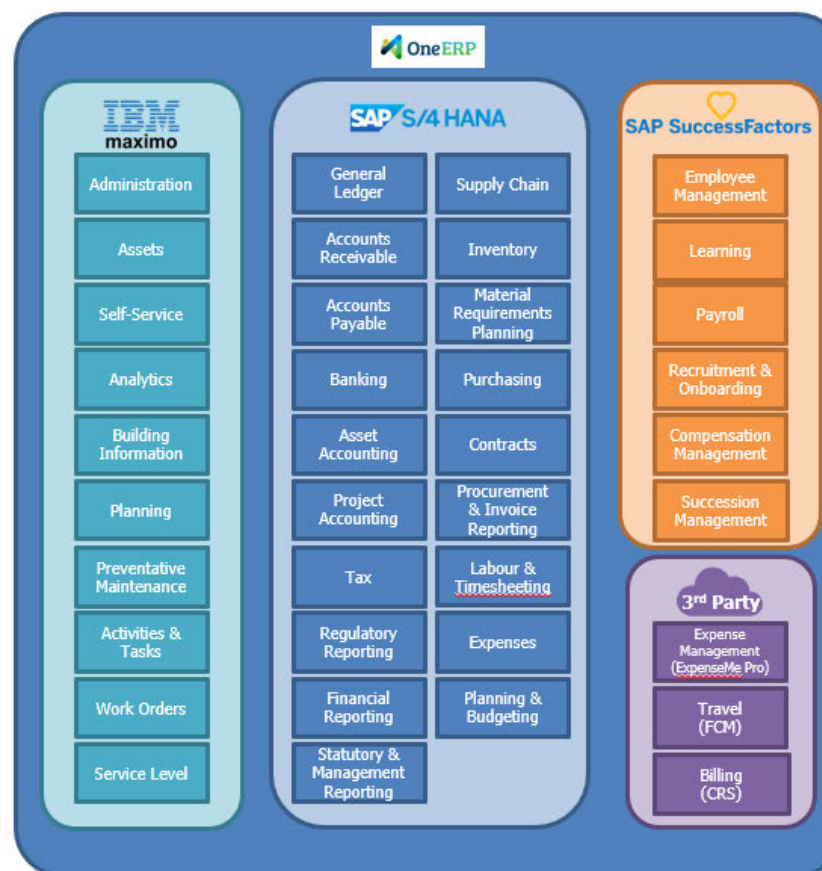 OneERP
IBM
maximo
Administration
Assets
Self-Service
Analytics
Building
Information
Planning
Preventative
Maintenance
Activities &
Tasks
Work Orders
Service Level
SAP S/4 HANA
General
Ledger
Accounts
Receivable
Accounts
Payable
Banking
Asset
Accounting
Project
Accounting
Tax
Regulatory
Reporting
Financial
Reporting
Statutory &
Management
Reporting
Supply Chain
Inventory
Material
Requirements
Planning
Purchasing
Contracts
Procurement
& Invoice
Reporting
Labour &
Timesheeting
Expenses
Planning &
Budgeting
SAP SuccessFactors
Employee
Management
Learning
Payroll
Recruitment &
Onboarding
Compensation
Management
Succession
Management
3rd Party
Expense
Management
(ExpenseMe Pro)
Travel
(FCM)
Billing
(CRS)